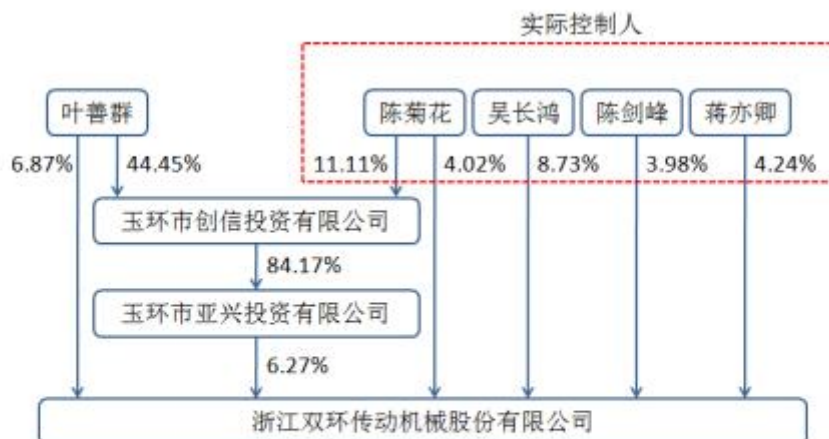 实际控制人
叶善群
陈菊花
吴长鸿
陈剑峰
蒋亦卿
6.87%
44.45%
11.11%
4.02%
8.73%
3.98%
4.24%
玉环市创信投资有限公司
84.17%
玉环市亚兴投资有限公司
6.27%
浙江双环传动机械股份有限公司